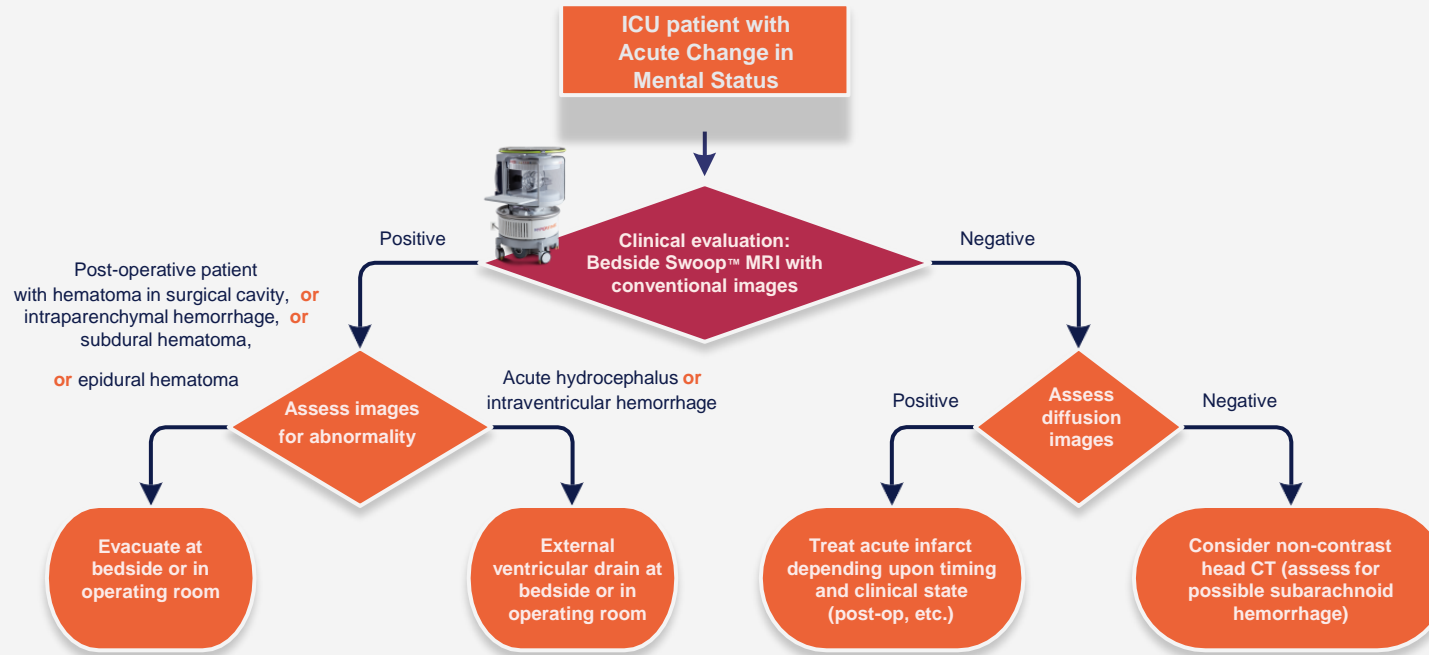 ICU patient with
Acute Change in
Mental Status
Positive
Clinical evaluation:
Bedside Swoop™ MRI with
conventional images
Negative
Post-operative patient
with hematoma in surgical cavity, or
intraparenchymal hemorrhage, or
subdural hematoma,
or epidural hematoma
Assess images
for abnormality
Acute hydrocephalus or
intraventricular hemorrhage
Positive
Assess
diffusion
images
Negative
Evacuate at
bedside or in
operating room
External
ventricular drain at
bedside or in
operating room
Treat acute infarct
depending upon timing
and clinical state
(post-op, etc.)
Consider non-contrast
head CT (assess for
possible subarachnoid
hemorrhage)